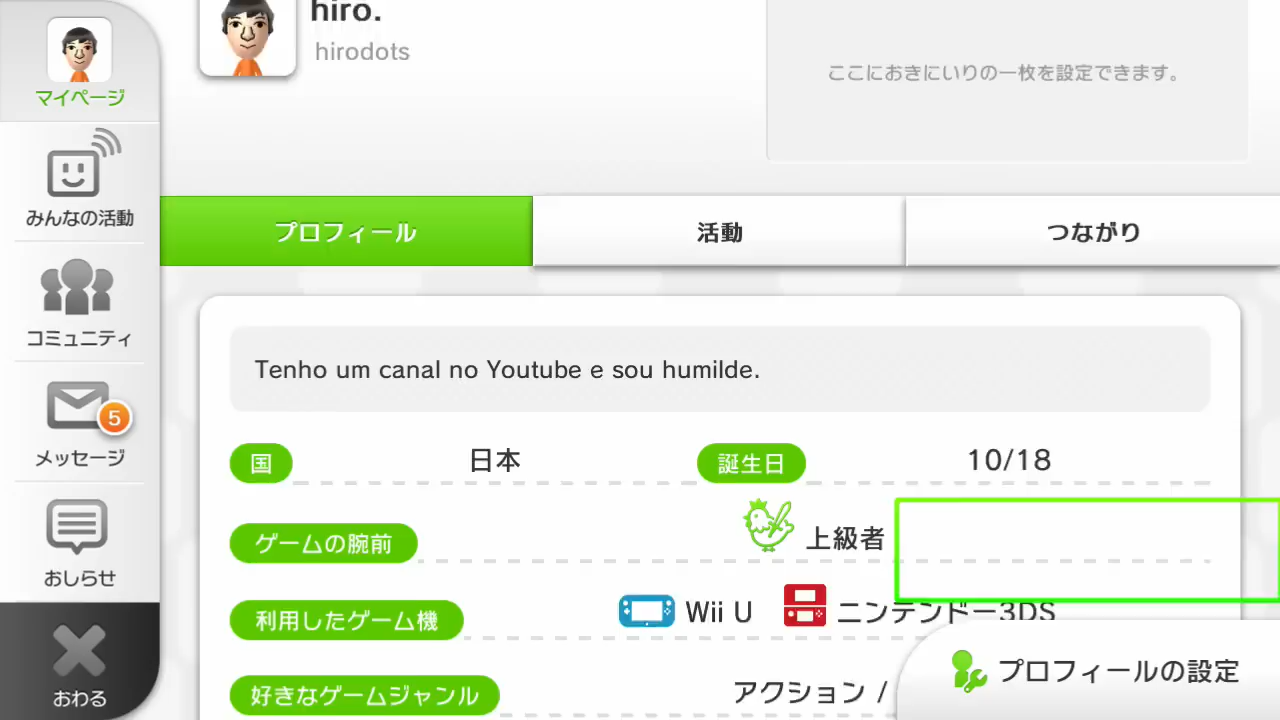 hiro.
hirodots
ここにおきにいりの一枚を設定できます。
マイページ
みんなの活動
コミュニティ
5
メッセージ
おしらせ
おわる
プロフィール
活動
つながり
Tenho um canal no Youtube e sou humilde.
国 日本 誕生日 10/18
ゲームの腕前 上級者
利用したゲーム機 Wii U ニンテンドー3DS
好きなゲームジャンル アクション /
プロフィールの設定